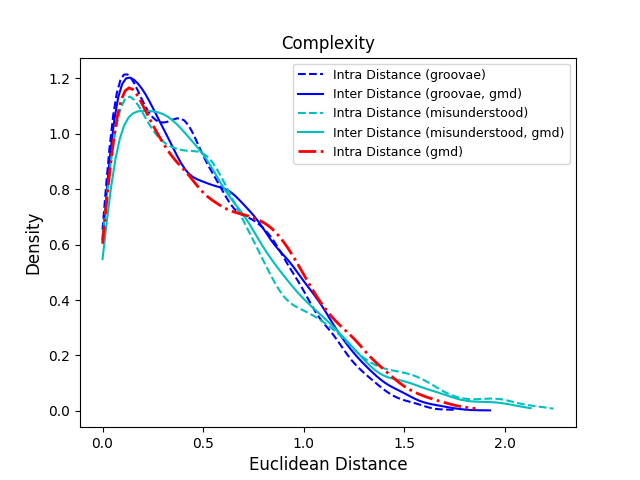 Complexity
Intra Distance (groovae)
Inter Distance (groovae, gmd)
Intra Distance (misunderstood)
Inter Distance (misunderstood, gmd)
Intra Distance (gmd)
1.2
1.0
0.8
0.6
0.4
0.2
0.0
Density
0.0 0.5 1.0 1.5 2.0
Euclidean Distance